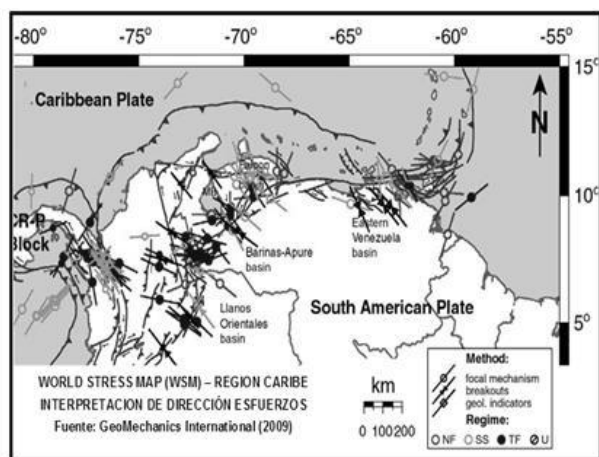 -80° -75° -70° -65° -60° -55°
15°
Caribbean Plate
N
Falcon
10°
CR-P
Block
Barinas-Apure
basin
Eastern
Venezuela
basin
Llanos
Orientales
basin
South American Plate
5°
WORLD STRESS MAP (WSM) – REGION CARIBE
INTERPRETACION DE DIRECCIÓN ESFUERZOS
Fuente: GeoMechanics International (2009)
km
0 100200
Method:
focal mechanism
breakouts
geol. indicators
Regime:
NF SS TF U